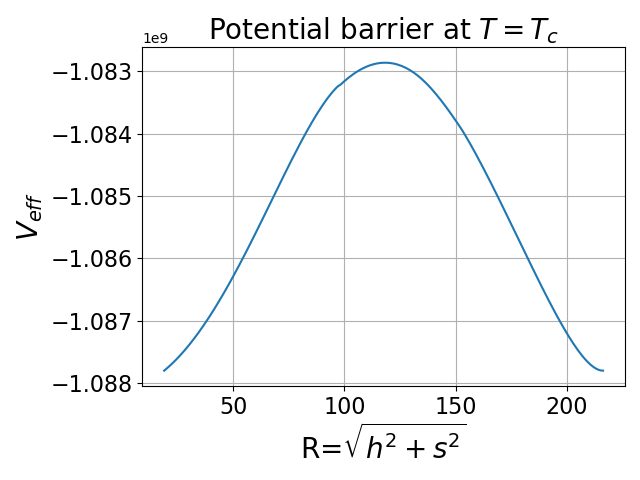 Potential barrier at T = T_c
1e9
−1.083
−1.084
−1.085
−1.086
−1.087
−1.088
V_eff
50 100 150 200
R=√h² + s²